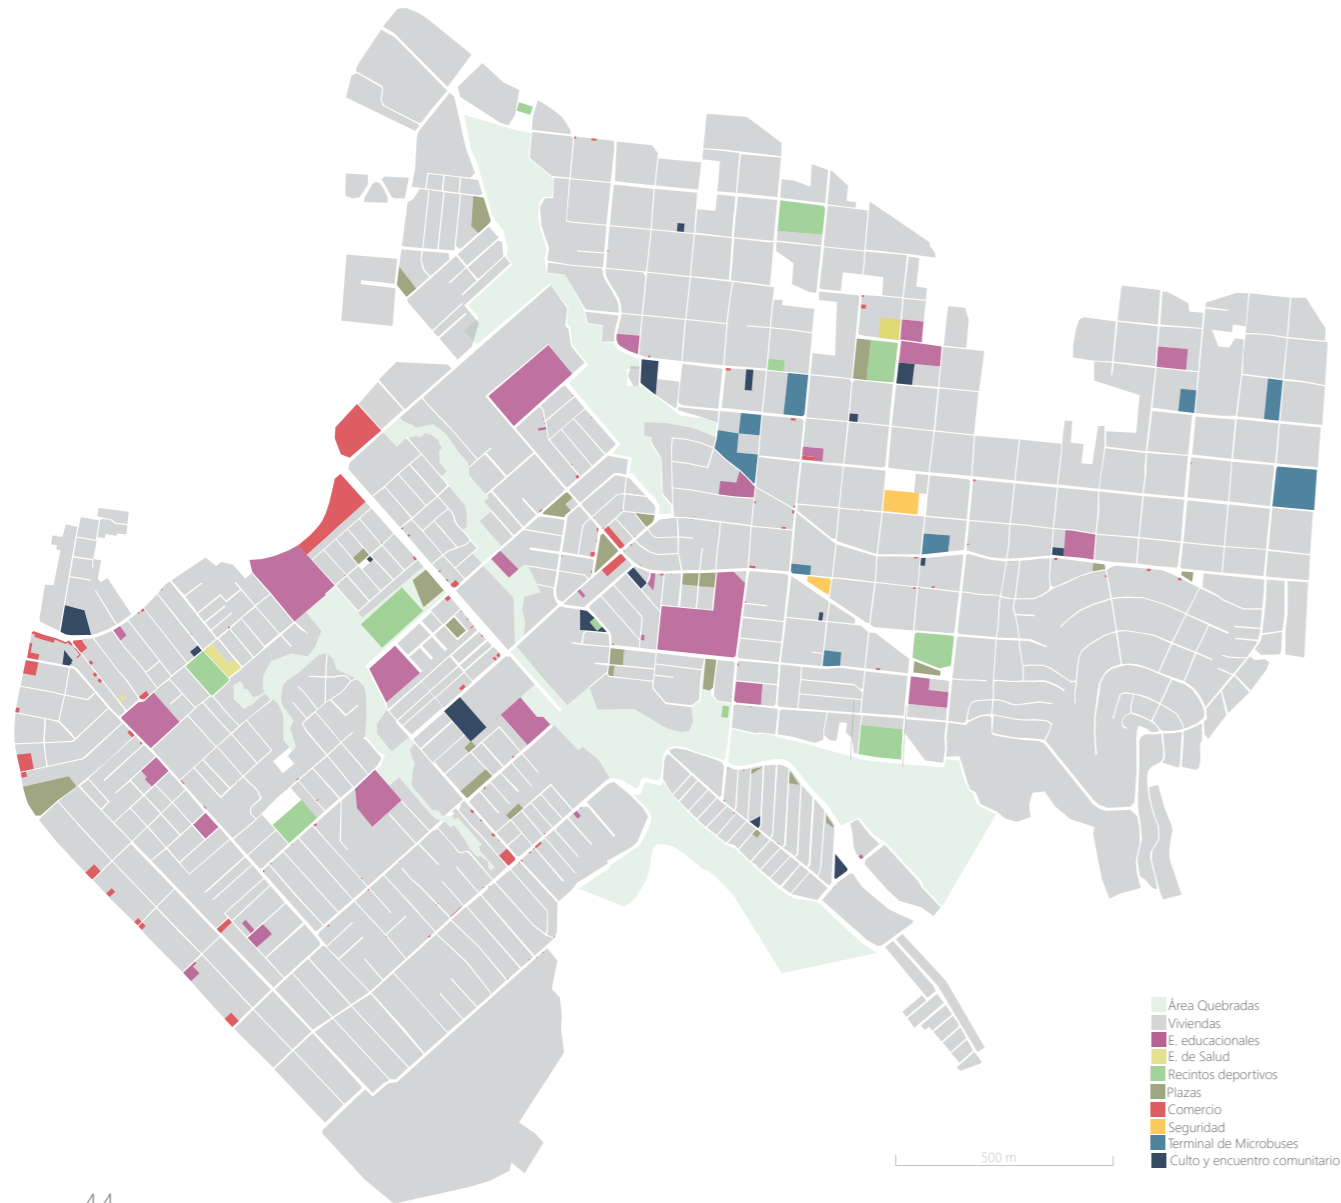 Área Quebradas
Viviendas
E. educacionales
E. de Salud
Recintos deportivos
Plazas
Comercio
Seguridad
Terminal de Microbuses
Culto y encuentro comunitario
500 m
44